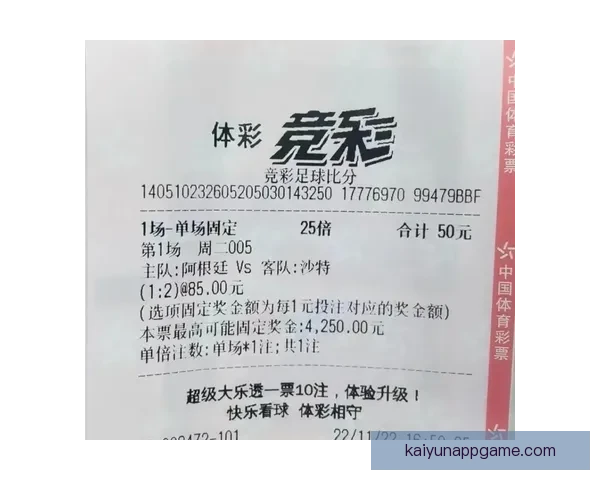 体彩 竞彩
竞彩足球比分
140510232605205030143250 17776970 99479BBF
1场-单场固定 25倍 合计 50元
第1场 周二005
主队:阿根廷 Vs 客队:沙特
(1:2)@85.00元
(选项固定奖金额为每1元投注对应的奖金额)
本票最高可能固定奖金:4,250.00元
单倍注数:单场*1注;共1注
超级大乐透一票10注，体验升级！
快乐看球 体彩相守
中国体育彩票
中国体育彩票
kaiyunappgame.com